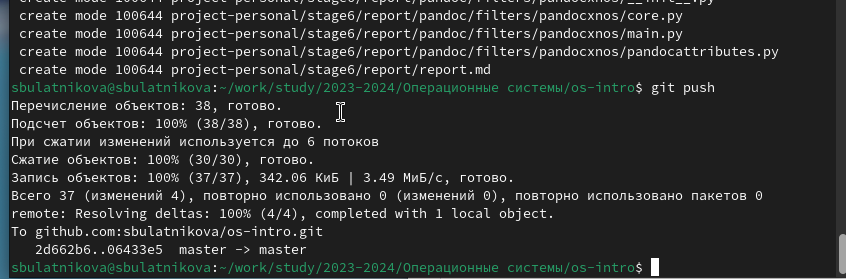 create mode 100644 project-personal/stage6/report/pandoc/filters/pandocxnos/__init__.py
create mode 100644 project-personal/stage6/report/pandoc/filters/pandocxnos/core.py
create mode 100644 project-personal/stage6/report/pandoc/filters/pandocxnos/main.py
create mode 100644 project-personal/stage6/report/pandoc/filters/pandocxnos/pandocattributes.py
create mode 100644 project-personal/stage6/report/report.md
sbulatnikova@sbulatnikova:~/work/study/2023-2024/Операционные системы/os-intro$ git push
Перечисление объектов: 38, готово.
Подсчет объектов: 100% (38/38), готово.
При сжатии изменений используется до 6 потоков
Сжатие объектов: 100% (30/30), готово.
Запись объектов: 100% (37/37), 342.06 КиБ | 3.49 МиБ/с, готово.
Всего 37 (изменений 4), повторно использовано 0 (изменений 0), повторно использовано пакетов 0
remote: Resolving deltas: 100% (4/4), completed with 1 local object.
To github.com:sbulatnikova/os-intro.git
2d662b6..06433e5  master -> master
sbulatnikova@sbulatnikova:~/work/study/2023-2024/Операционные системы/os-intro$